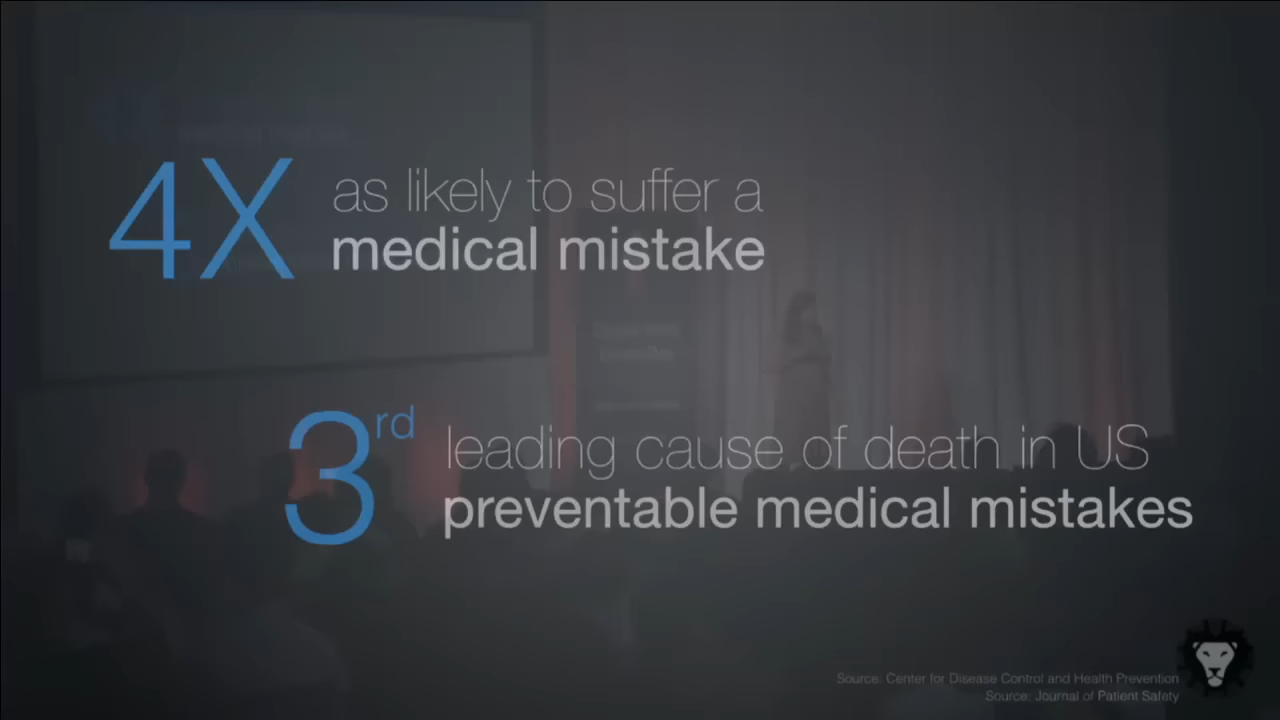 4X as likely to suffer a
medical mistake
3rd leading cause of death in US
preventable medical mistakes
Source: Center for Disease Control and Health Prevention
Source: Journal of Patient Safety